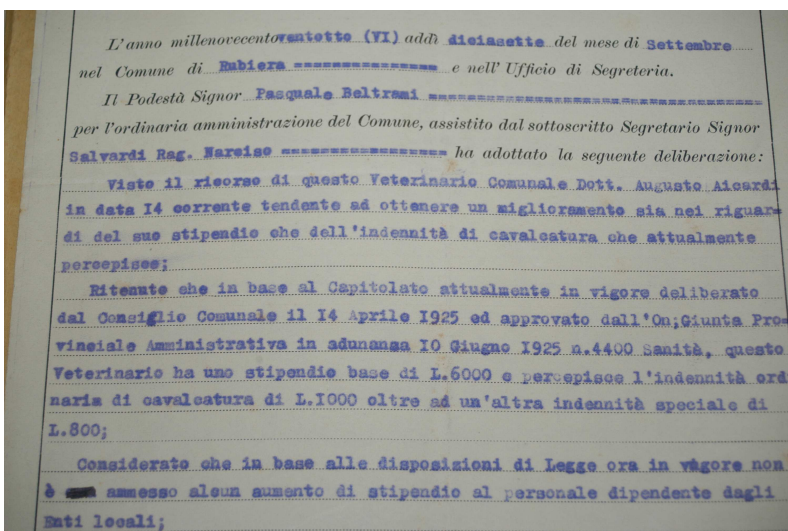 L'anno millenovecentoventotto (VI) addì diciasette del mese di Settembre
nel Comune di Rubiera ================ e nell'Ufficio di Segreteria.
Il Podestà Signor Pasquale Beltrami =====================================
per l'ordinaria amministrazione del Comune, assistito dal sottoscritto Segretario Signor
Salvardi Rag. Narciso ================== ha adottato la seguente deliberazione:
Visto il ricorso di questo Veterinario Comunale Dott. Augusto Aicardi
in data I4 corrente tendente ad ottenere un miglioramento sia nei riguar=
di del suo stipendio che dell'indennità di cavalcatura che attualmente
percepisce;
Ritenuto che in base al Capitolato attualmente in vigore deliberato
dal Consiglio Comunale il I4 Aprile I925 ed approvato dall'On;Giunta Pro=
vinciale Amministrativa in adunanza IO Giugno I925 n.4400 Sanità, questo
Veterinario ha uno stipendio base di L.6000 e percepisce l'indennità ord
naria di cavalcatura di L.I000 oltre ad un'altra indennità speciale di
L.800;
Considerato che in base alle disposizioni di Legge ora in vigore non
è ammesso alcun aumento di stipendio al personale dipendente dagli
Enti locali;